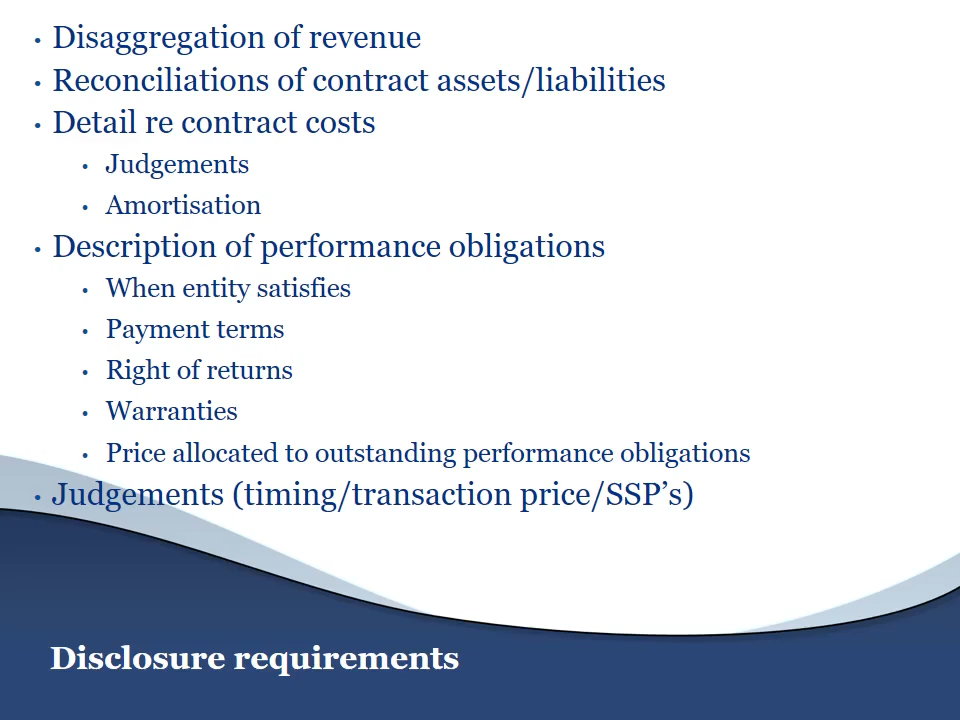 • Disaggregation of revenue
• Reconciliations of contract assets/liabilities
• Detail re contract costs
• Judgements
• Amortisation
• Description of performance obligations
• When entity satisfies
• Payment terms
• Right of returns
• Warranties
• Price allocated to outstanding performance obligations
• Judgements (timing/transaction price/SSP’s)
Disclosure requirements